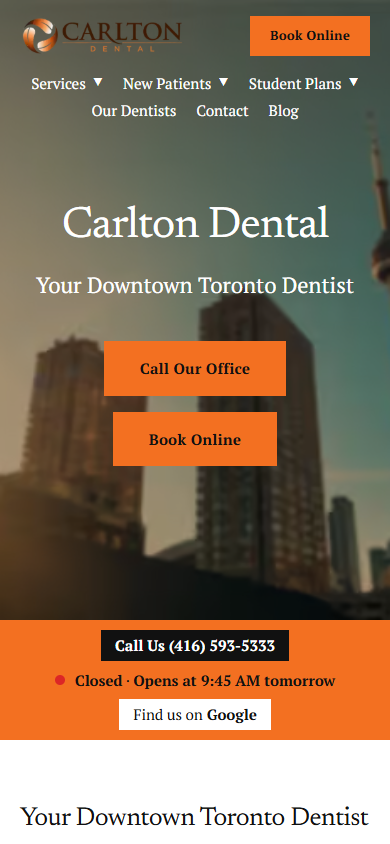 CARLTON
DENTAL
Book Online
Services ▼ New Patients ▼ Student Plans ▼
Our Dentists Contact Blog
Carlton Dental
Your Downtown Toronto Dentist
Call Our Office
Book Online
Call Us (416) 593-5333
Closed · Opens at 9:45 AM tomorrow
Find us on Google
Your Downtown Toronto Dentist